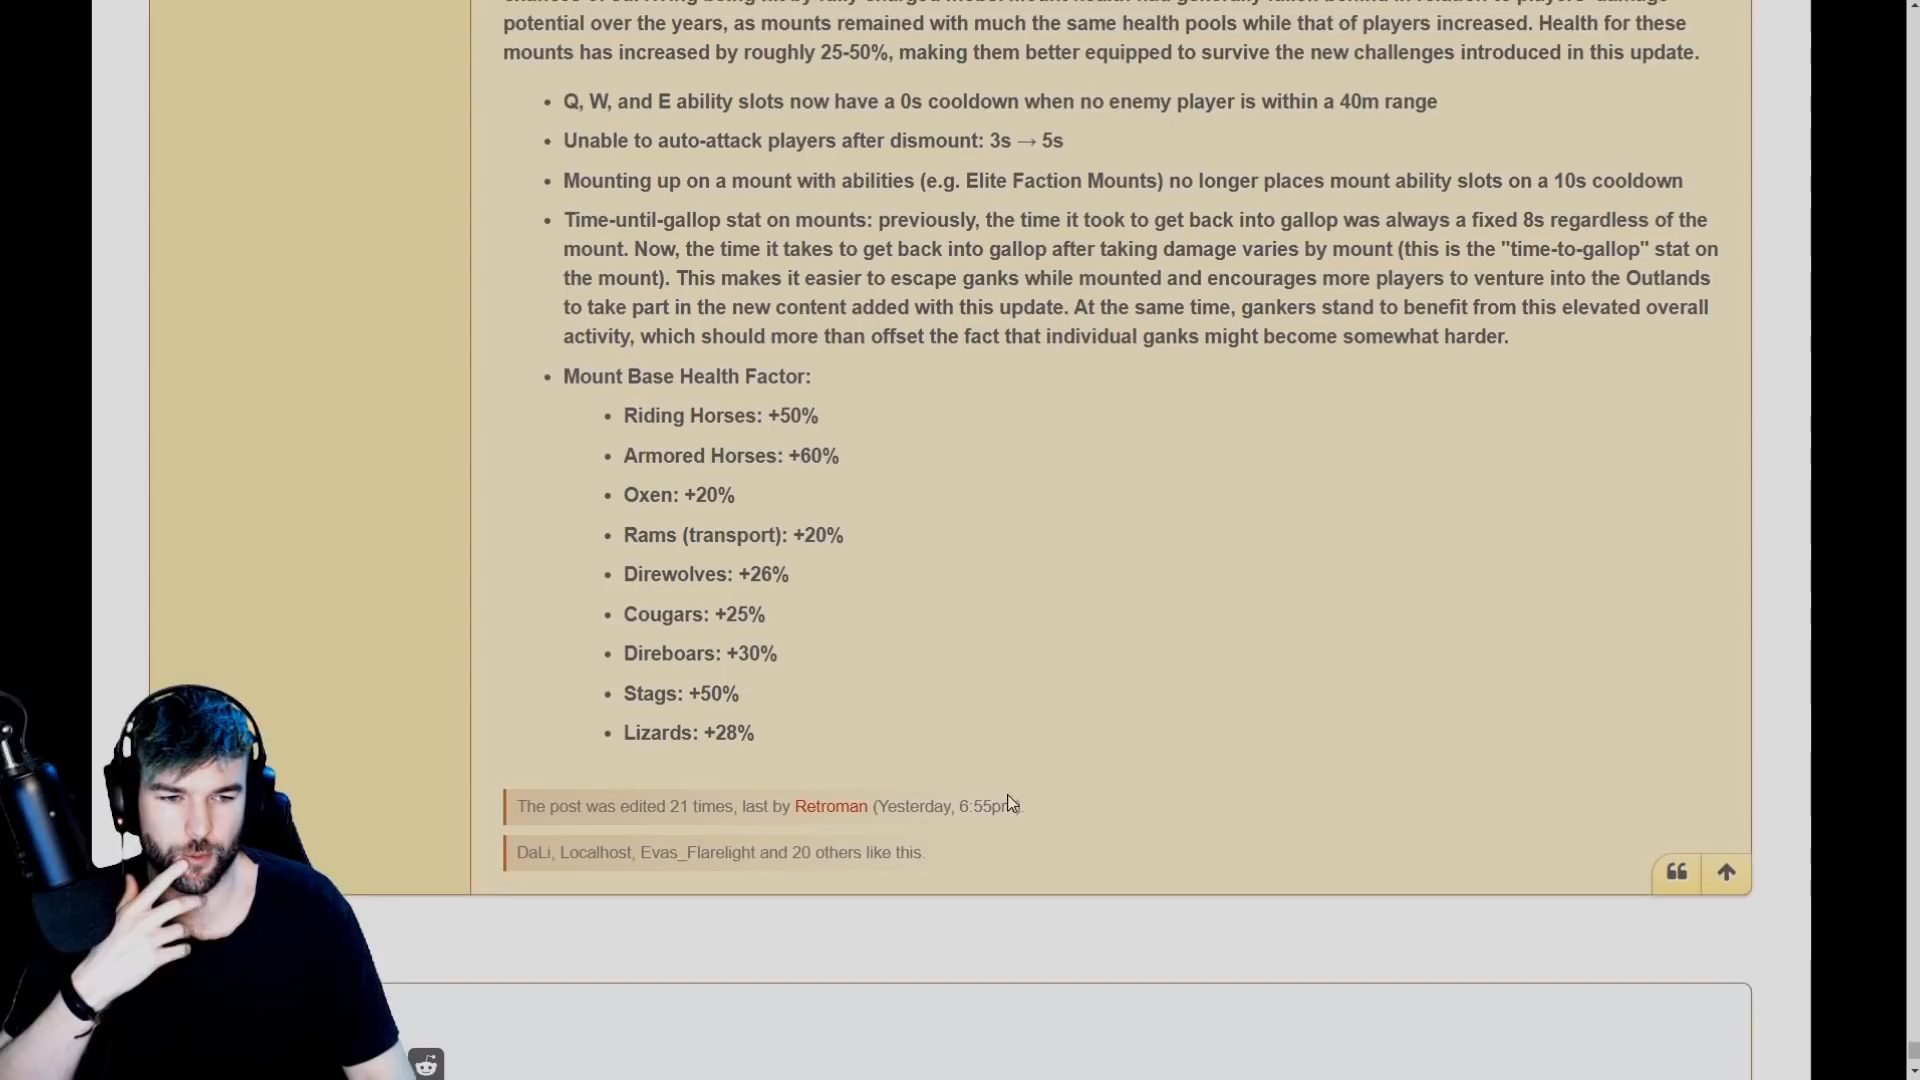 potential over the years, as mounts remained with much the same health pools while that of players increased. Health for these
mounts has increased by roughly 25-50%, making them better equipped to survive the new challenges introduced in this update.
• Q, W, and E ability slots now have a 0s cooldown when no enemy player is within a 40m range
• Unable to auto-attack players after dismount: 3s → 5s
• Mounting up on a mount with abilities (e.g. Elite Faction Mounts) no longer places mount ability slots on a 10s cooldown
• Time-until-gallop stat on mounts: previously, the time it took to get back into gallop was always a fixed 8s regardless of the
mount. Now, the time it takes to get back into gallop after taking damage varies by mount (this is the "time-to-gallop" stat on
the mount). This makes it easier to escape ganks while mounted and encourages more players to venture into the Outlands
to take part in the new content added with this update. At the same time, gankers stand to benefit from this elevated overall
activity, which should more than offset the fact that individual ganks might become somewhat harder.
• Mount Base Health Factor:
• Riding Horses: +50%
• Armored Horses: +60%
• Oxen: +20%
• Rams (transport): +20%
• Direwolves: +26%
• Cougars: +25%
• Direboars: +30%
• Stags: +50%
• Lizards: +28%
The post was edited 21 times, last by Retroman (Yesterday, 6:55pm).
DaLi, Localhost, Evas_Flarelight and 20 others like this.